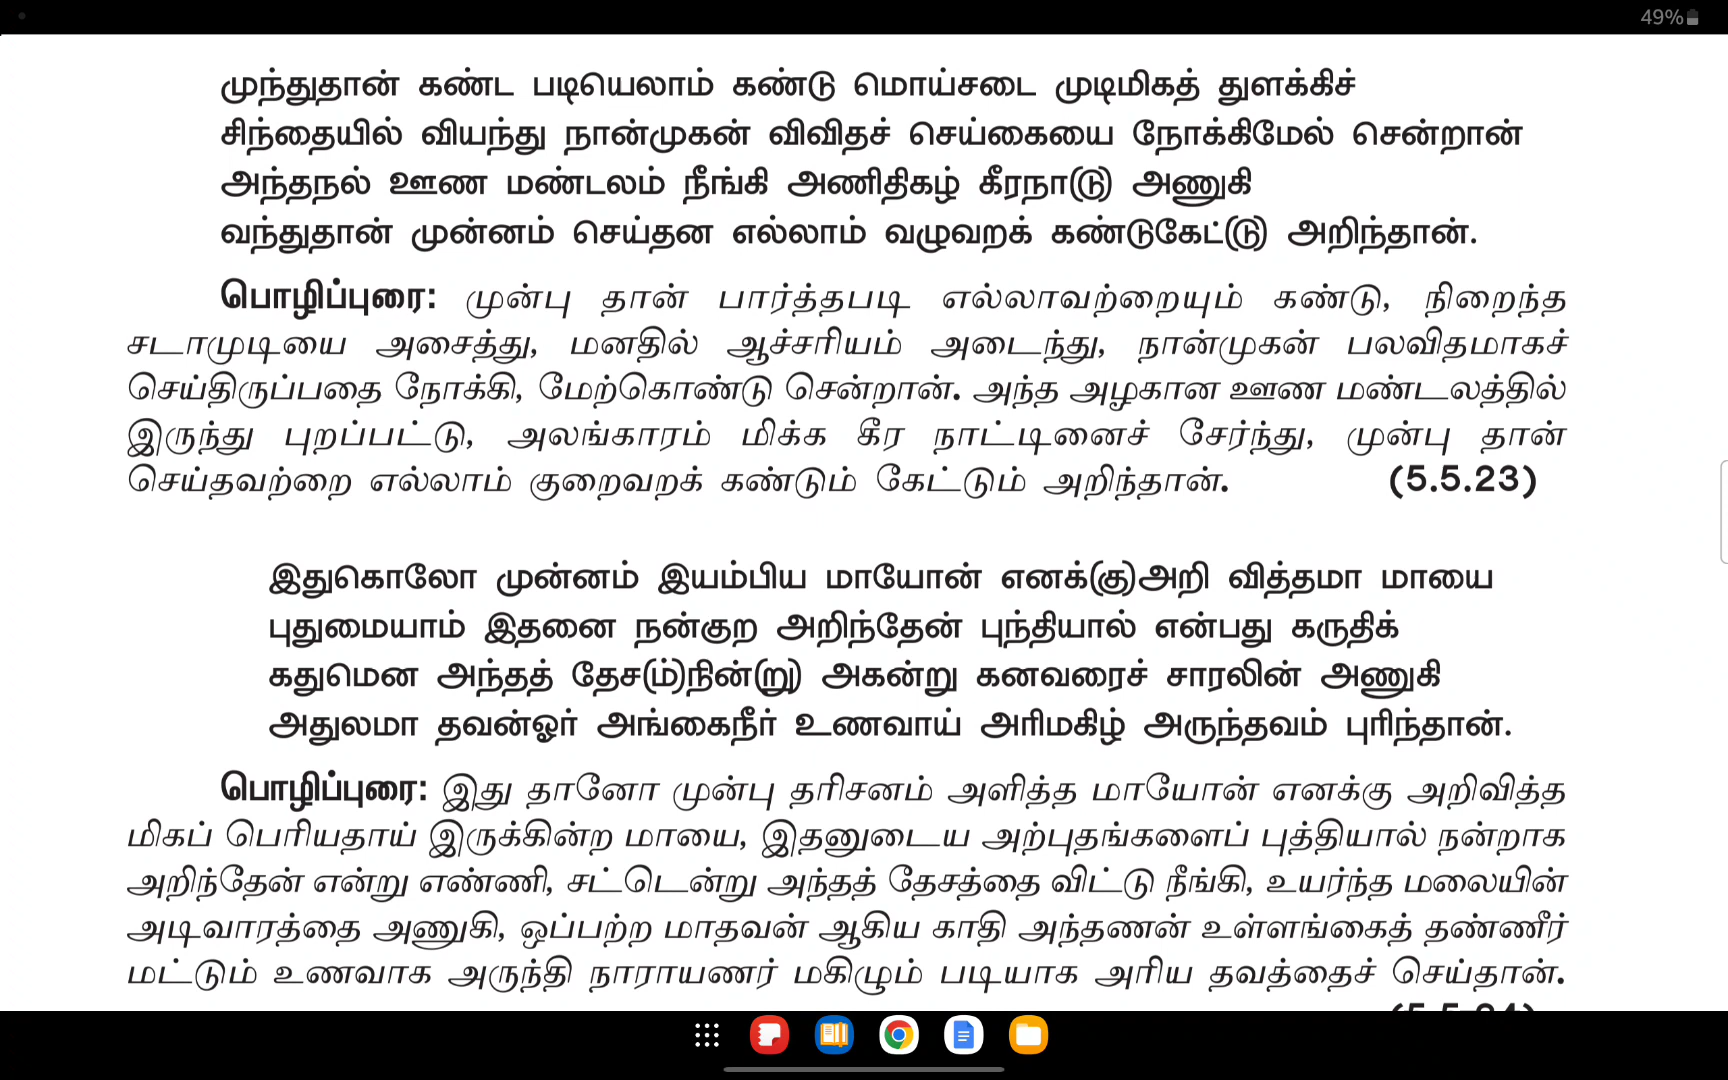 49%
முந்துதான் கண்ட படியெலாம் கண்டு மொய்சடை முடிமிகத் துளக்கிச்
சிந்தையில் வியந்து நான்முகன் விவிதச் செய்கையை நோக்கிமேல் சென்றான்
அந்தநல் ஊண மண்டலம் நீங்கி அணிதிகழ் கீரநா(டு) அணுகி
வந்துதான் முன்னம் செய்தன எல்லாம் வழுவறக் கண்டுகேட்(டு) அறிந்தான்.
பொழிப்புரை: முன்பு தான் பார்த்தபடி எல்லாவற்றையும் கண்டு, நிறைந்த
சடாமுடியை அசைத்து, மனதில் ஆச்சரியம் அடைந்து, நான்முகன் பலவிதமாகச்
செய்திருப்பதை நோக்கி, மேற்கொண்டு சென்றான். அந்த அழகான ஊண மண்டலத்தில்
இருந்து புறப்பட்டு, அலங்காரம் மிக்க கீர நாட்டினைச் சேர்ந்து, முன்பு தான்
செய்தவற்றை எல்லாம் குறைவறக் கண்டும் கேட்டும் அறிந்தான். (5.5.23)
இதுகொலோ முன்னம் இயம்பிய மாயோன் எனக்(கு)அறி வித்தமா மாயை
புதுமையாம் இதனை நன்குற அறிந்தேன் புந்தியால் என்பது கருதிக்
கதுமென அந்தத் தேச(ம்)நின்(று) அகன்று கனவரைச் சாரலின் அணுகி
அதுலமா தவன்ஓர் அங்கைநீர் உணவாய் அரிமகிழ் அருந்தவம் புரிந்தான்.
பொழிப்புரை: இது தானோ முன்பு தரிசனம் அளித்த மாயோன் எனக்கு அறிவித்த
மிகப் பெரியதாய் இருக்கின்ற மாயை, இதனுடைய அற்புதங்களைப் புத்தியால் நன்றாக
அறிந்தேன் என்று எண்ணி, சட்டென்று அந்தத் தேசத்தை விட்டு நீங்கி, உயர்ந்த மலையின்
அடிவாரத்தை அணுகி, ஒப்பற்ற மாதவன் ஆகிய காதி அந்தணன் உள்ளங்கைத் தண்ணீர்
மட்டும் உணவாக அருந்தி நாராயணர் மகிழும் படியாக அரிய தவத்தைச் செய்தான்.